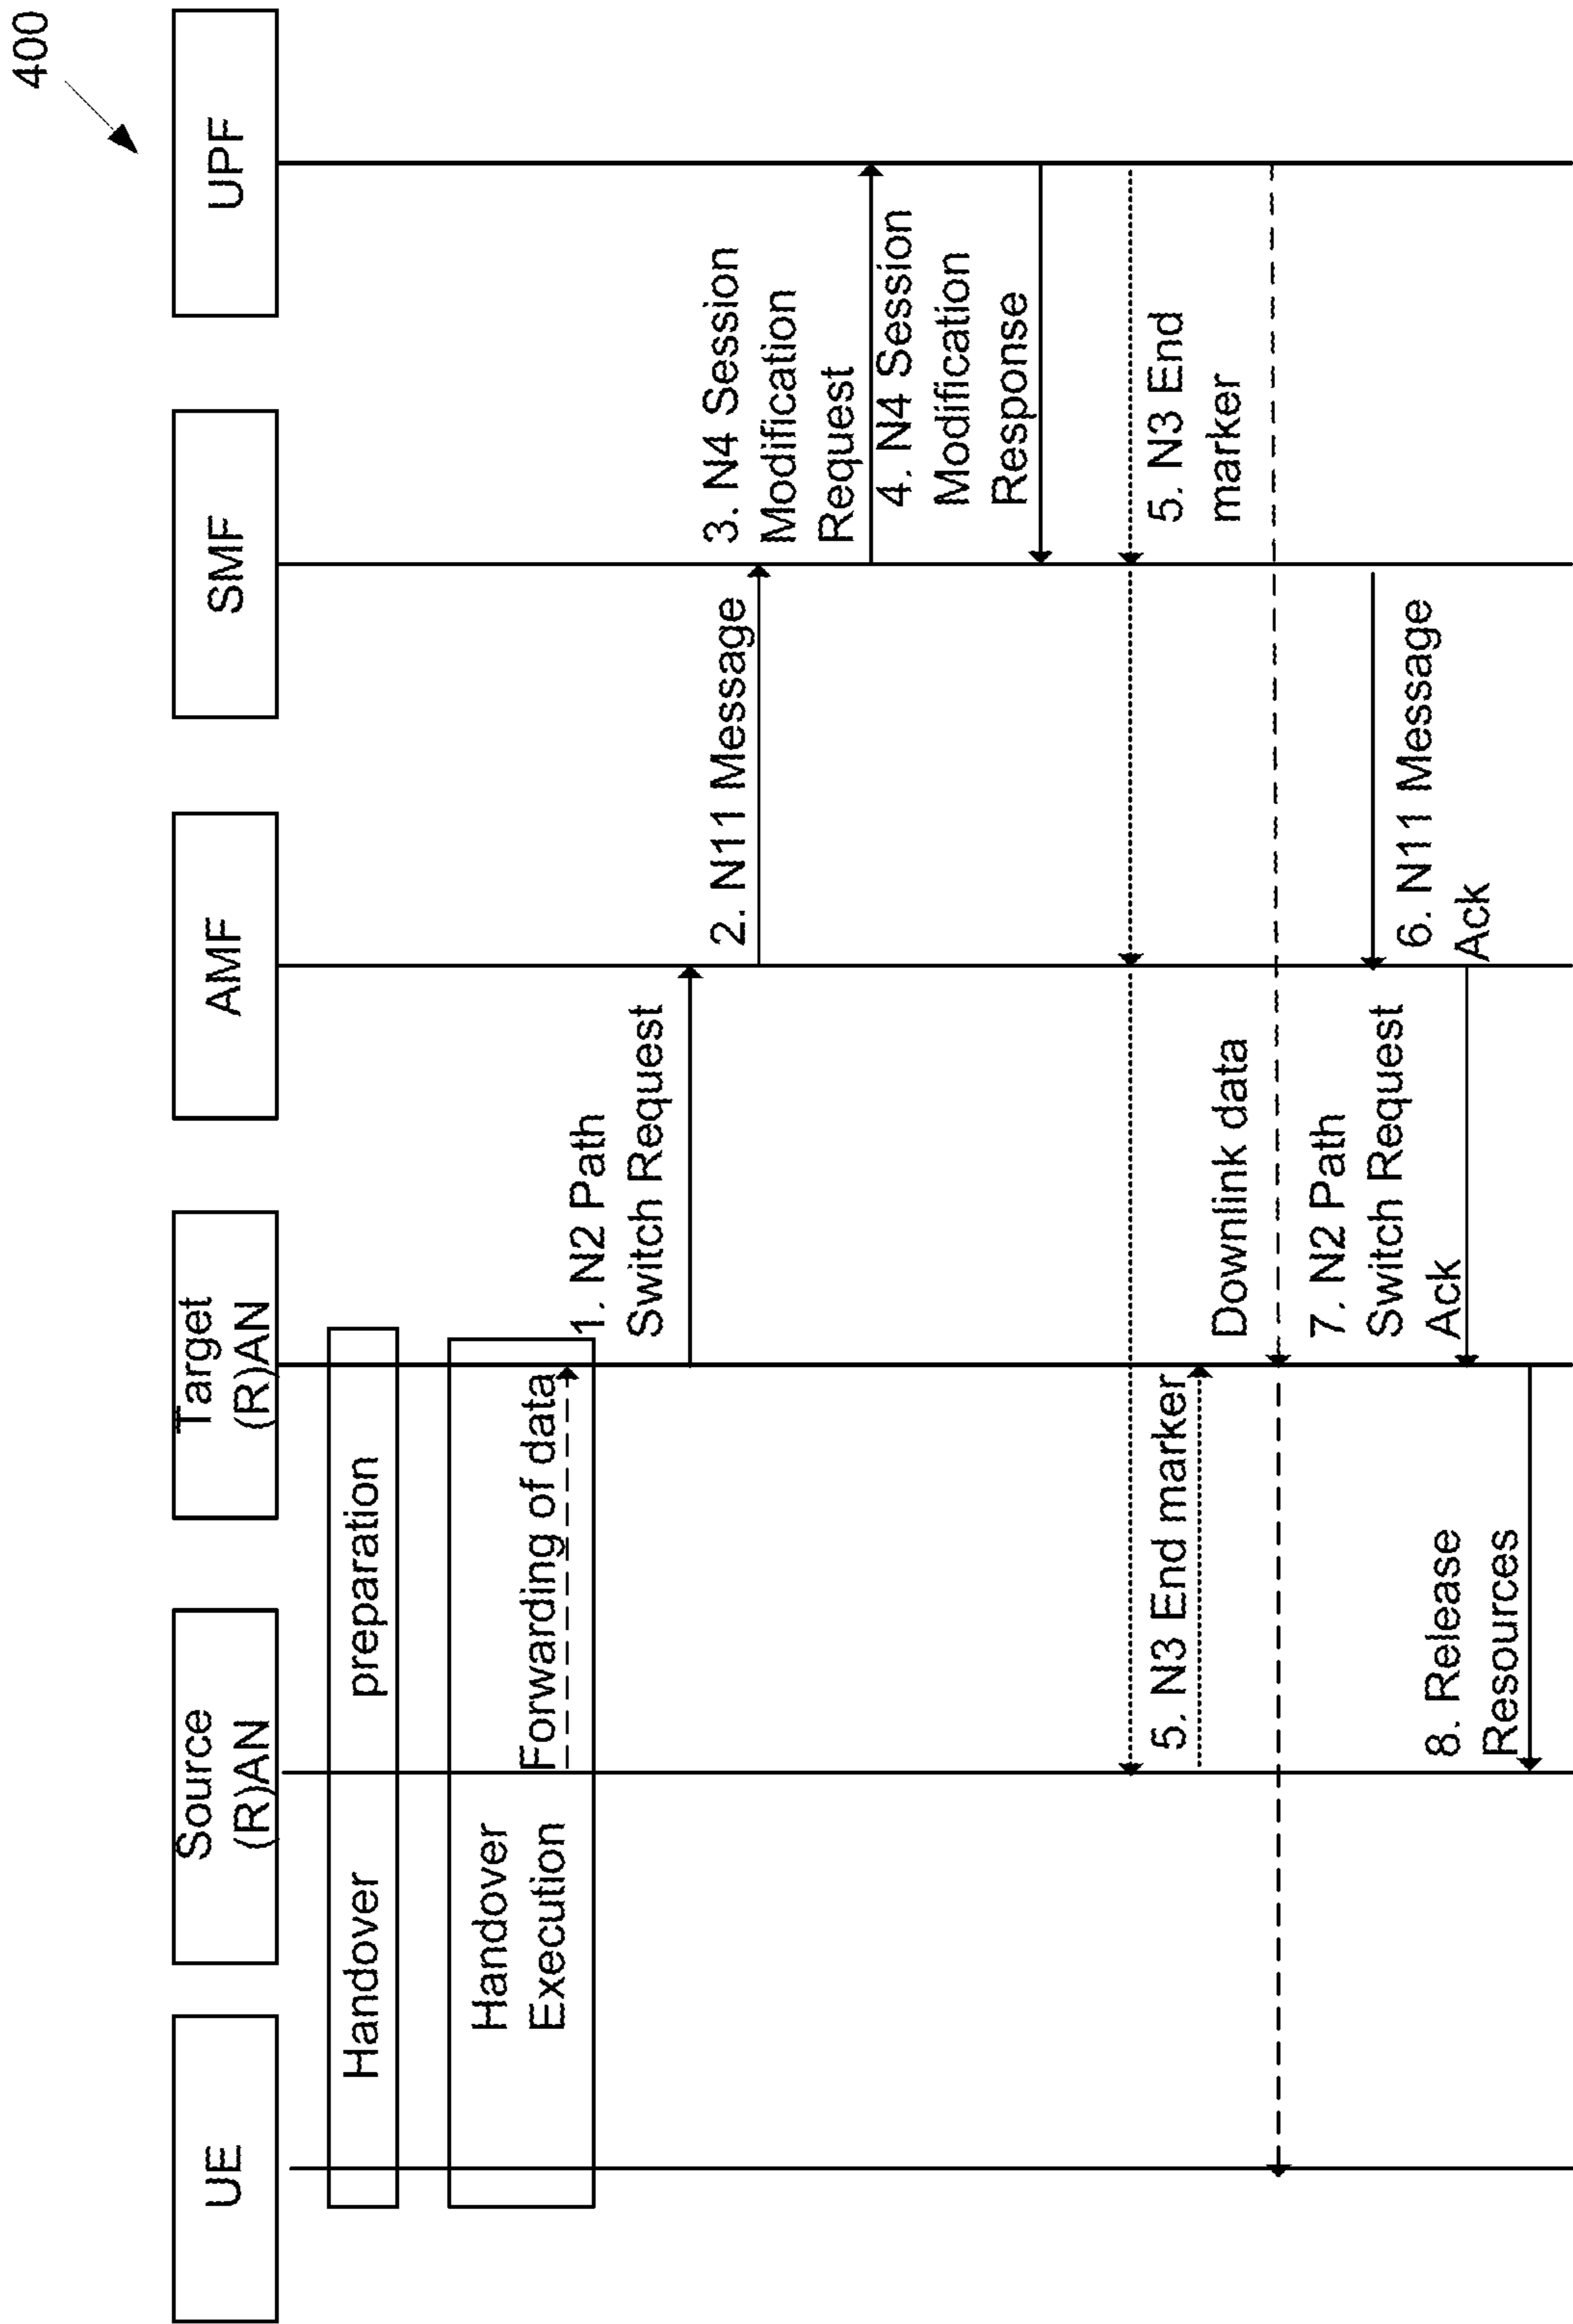 400
UE
Source
(R)AN
Target
(R)AN
AMF
SMF
UPF
Handover preparation
Handover
Execution
Forwarding of data
1. N2 Path
Switch Request
2. N11 Message
3. N4 Session
Modification
Request
4. N4 Session
Modification
Response
5. N3 End
marker
5. N3 End marker
Downlink data
6. N11 Message
Ack
7. N2 Path
Switch Request
Ack
8. Release
Resources